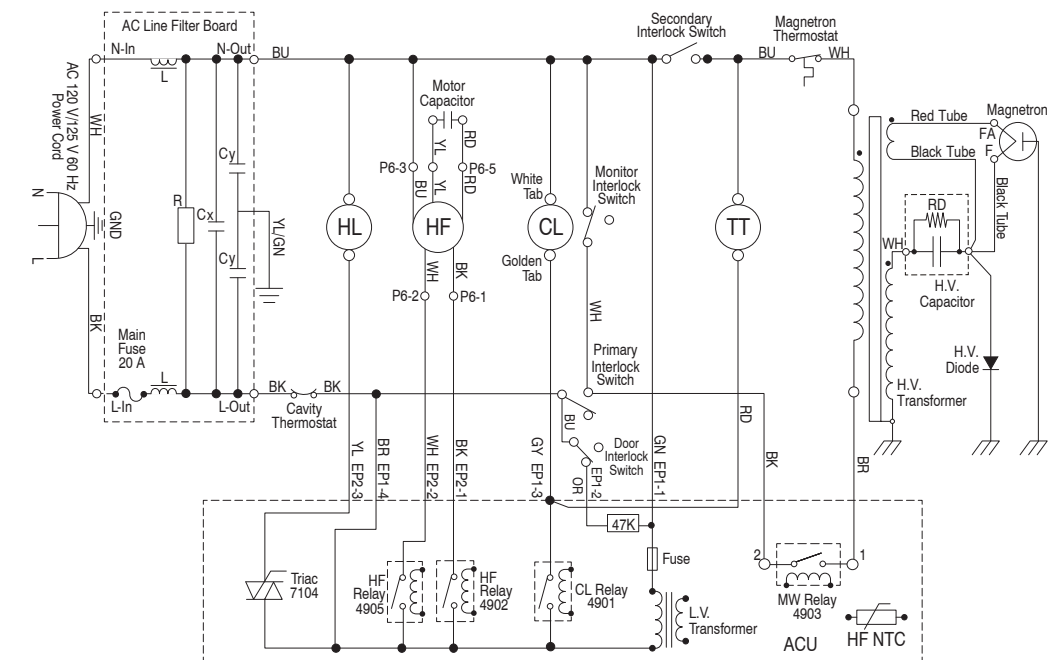 AC Line Filter Board
N-In
N-Out
BU
L
AC 120 V/125 V 60 Hz
Power Cord
WH
N
L
GND
BK
R
Cx
Cy
Cy
YL/GN
Main
Fuse
20 A
L
L-In
L-Out
BK
BK
Cavity
Thermostat
HL
Motor
Capacitor
YL
RD
P6-3
P6-5
BU
YL
RD
HF
WH
BK
P6-2
P6-1
White
Tab
CL
Golden
Tab
Monitor
Interlock
Switch
WH
Primary
Interlock
Switch
BU
Door
Interlock
Switch
Secondary
Interlock Switch
BU
Magnetron
Thermostat
WH
TT
RD
BK
BR
Red Tube
Black Tube
Magnetron
FA
F
Black Tube
RD
WH
H.V.
Capacitor
H.V.
Diode
H.V.
Transformer
YL EP2-3
BR EP1-4
WH EP2-2
BK EP2-1
GY EP1-3
OR EP1-2
GN EP1-1
47K
Fuse
Triac
7104
HF
Relay
4905
HF
Relay
4902
CL Relay
4901
L.V.
Transformer
2
1
MW Relay
4903
ACU
HF NTC